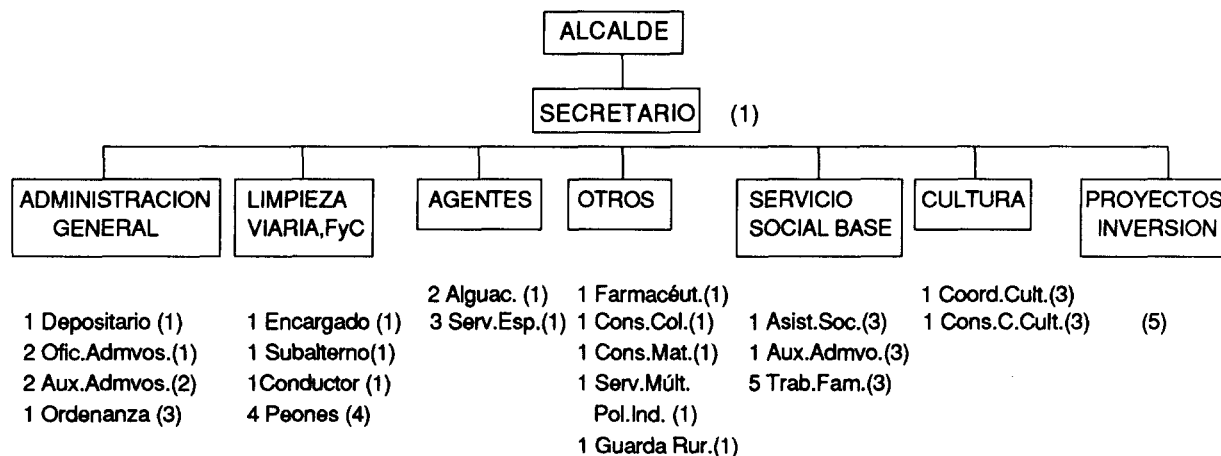 ALCALDE
SECRETARIO (1)
ADMINISTRACION
GENERAL
LIMPIEZA
VIARIA,FyC
AGENTES
OTROS
SERVICIO
SOCIAL BASE
CULTURA
PROYECTOS
INVERSION
1 Depositario (1)
2 Ofic.Admvos.(1)
2 Aux.Admvos.(2)
1 Ordenanza (3)
1 Encargado (1)
1 Subalterno(1)
1Conductor (1)
4 Peones (4)
2 Alguac. (1)
3 Serv.Esp.(1)
1 Farmacéut.(1)
1 Cons.Col.(1)
1 Cons.Mat.(1)
1 Serv.Múlt.
Pol.Ind. (1)
1 Guarda Rur.(1)
1 Asist.Soc.(3)
1 Aux.Admvo.(3)
5 Trab.Fam.(3)
1 Coord.Cult.(3)
1 Cons.C.Cult.(3)
(5)